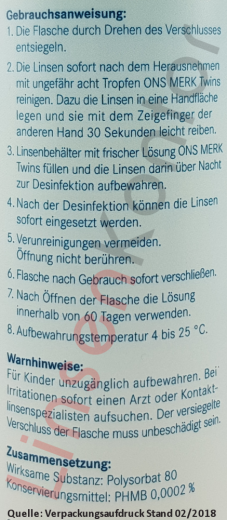 Gebrauchsanweisung:
1. Die Flasche durch Drehen des Verschlusses
entsiegeln.
2. Die Linsen sofort nach dem Herausnehmen
mit ungefähr acht Tropfen ONS MERK Twins
reinigen. Dazu die Linsen in eine Handfläche
legen und sie mit dem Zeigefinger der
anderen Hand 30 Sekunden leicht reiben.
3. Linsenbehälter mit frischer Lösung ONS MERK
Twins füllen und die Linsen darin über Nacht
zur Desinfektion aufbewahren.
4. Nach der Desinfektion können die Linsen
sofort eingesetzt werden.
5. Verunreinigungen vermeiden.
Öffnung nicht berühren.
6. Flasche nach Gebrauch sofort verschließen.
7. Nach Öffnen der Flasche die Lösung
innerhalb von 60 Tagen verwenden.
8. Aufbewahrungstemperatur 4 bis 25 °C.
Warnhinweise:
Für Kinder unzugänglich aufbewahren. Bei
Irritationen sofort einen Arzt oder Kontakt-
linsenspezialisten aufsuchen. Der versiegelte
Verschluss der Flasche muss unbeschädigt sein.
Zusammensetzung:
Wirksame Substanz: Polysorbat 80
Konservierungsmittel: PHMB 0,0002 %
Quelle: Verpackungsaufdruck Stand 02/2018
Linsenkontor